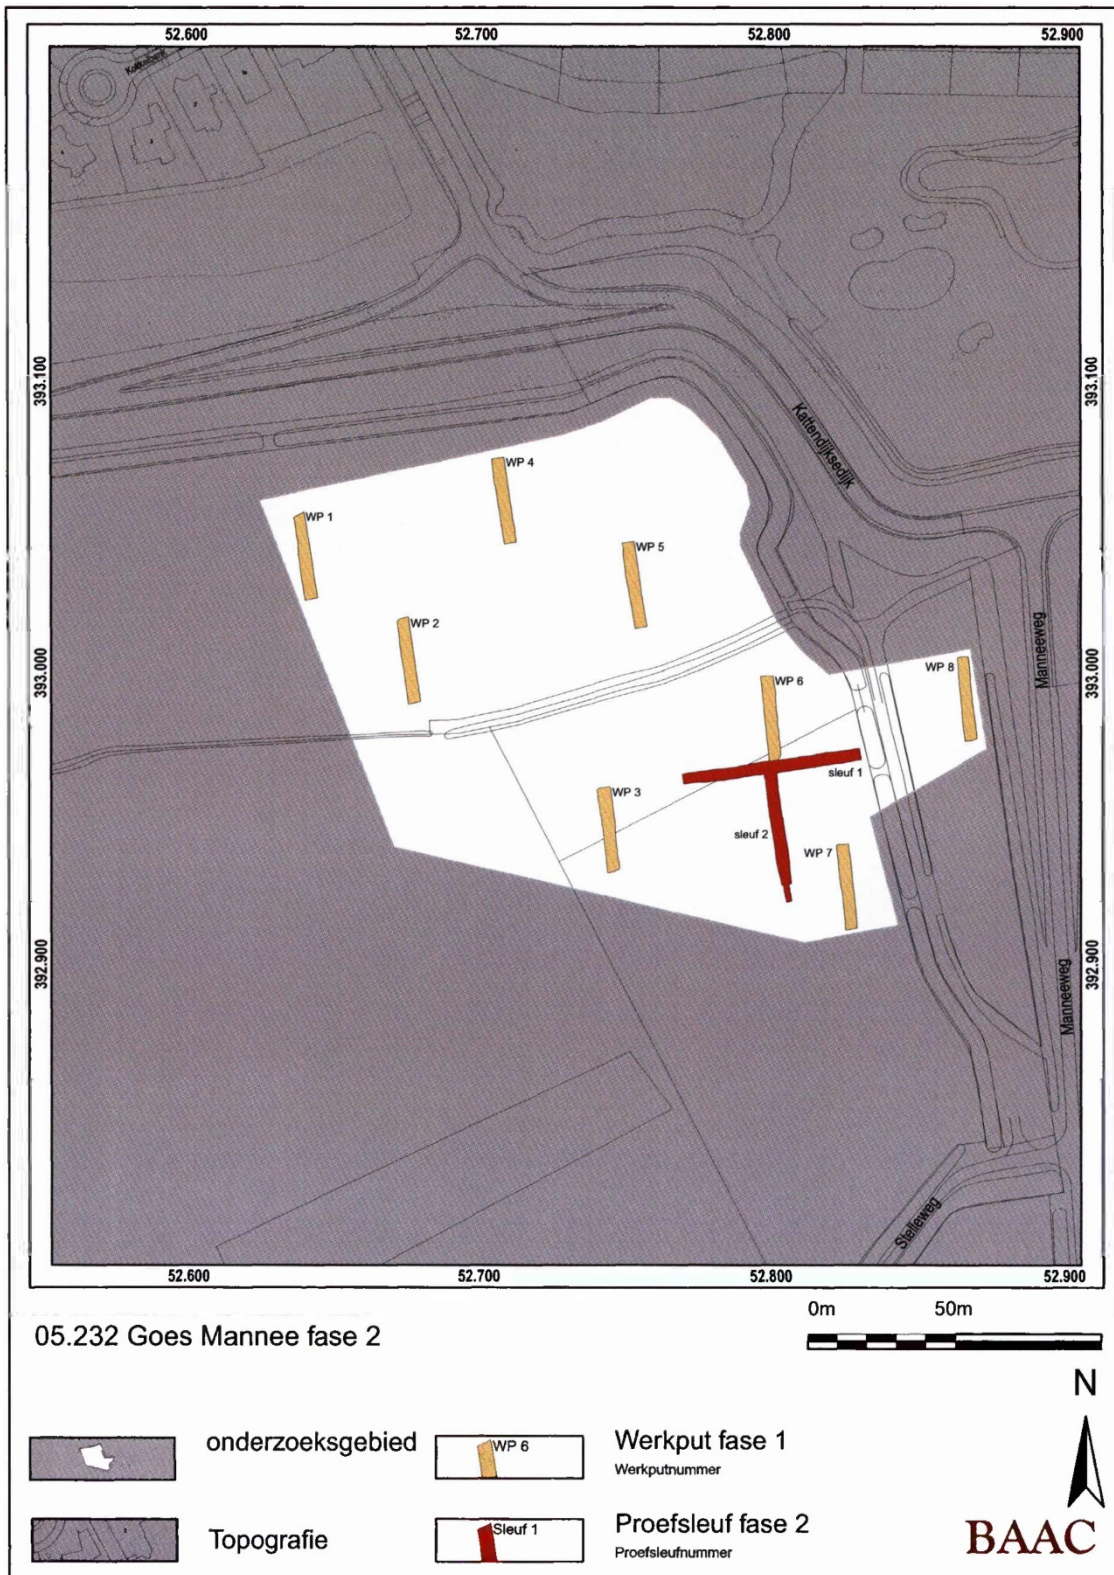 52.600 52.700 52.800 52.900
393.100
393.000
392.900
393.100
393.000
392.900
Kattendijksedijk
Manneeweg
Manneeweg
Stelleweg
WP 4
WP 1
WP 5
WP 2
WP 8
WP 6
sleuf 1
WP 3
sleuf 2
WP 7
52.600 52.700 52.800 52.900
05.232 Goes Mannee fase 2
0m 50m
N
onderzoeksgebied
WP 6
Werkput fase 1
Werkputnummer
Topografie
Sleuf 1
Proefsleuf fase 2
Proefsleufnummer
BAAC